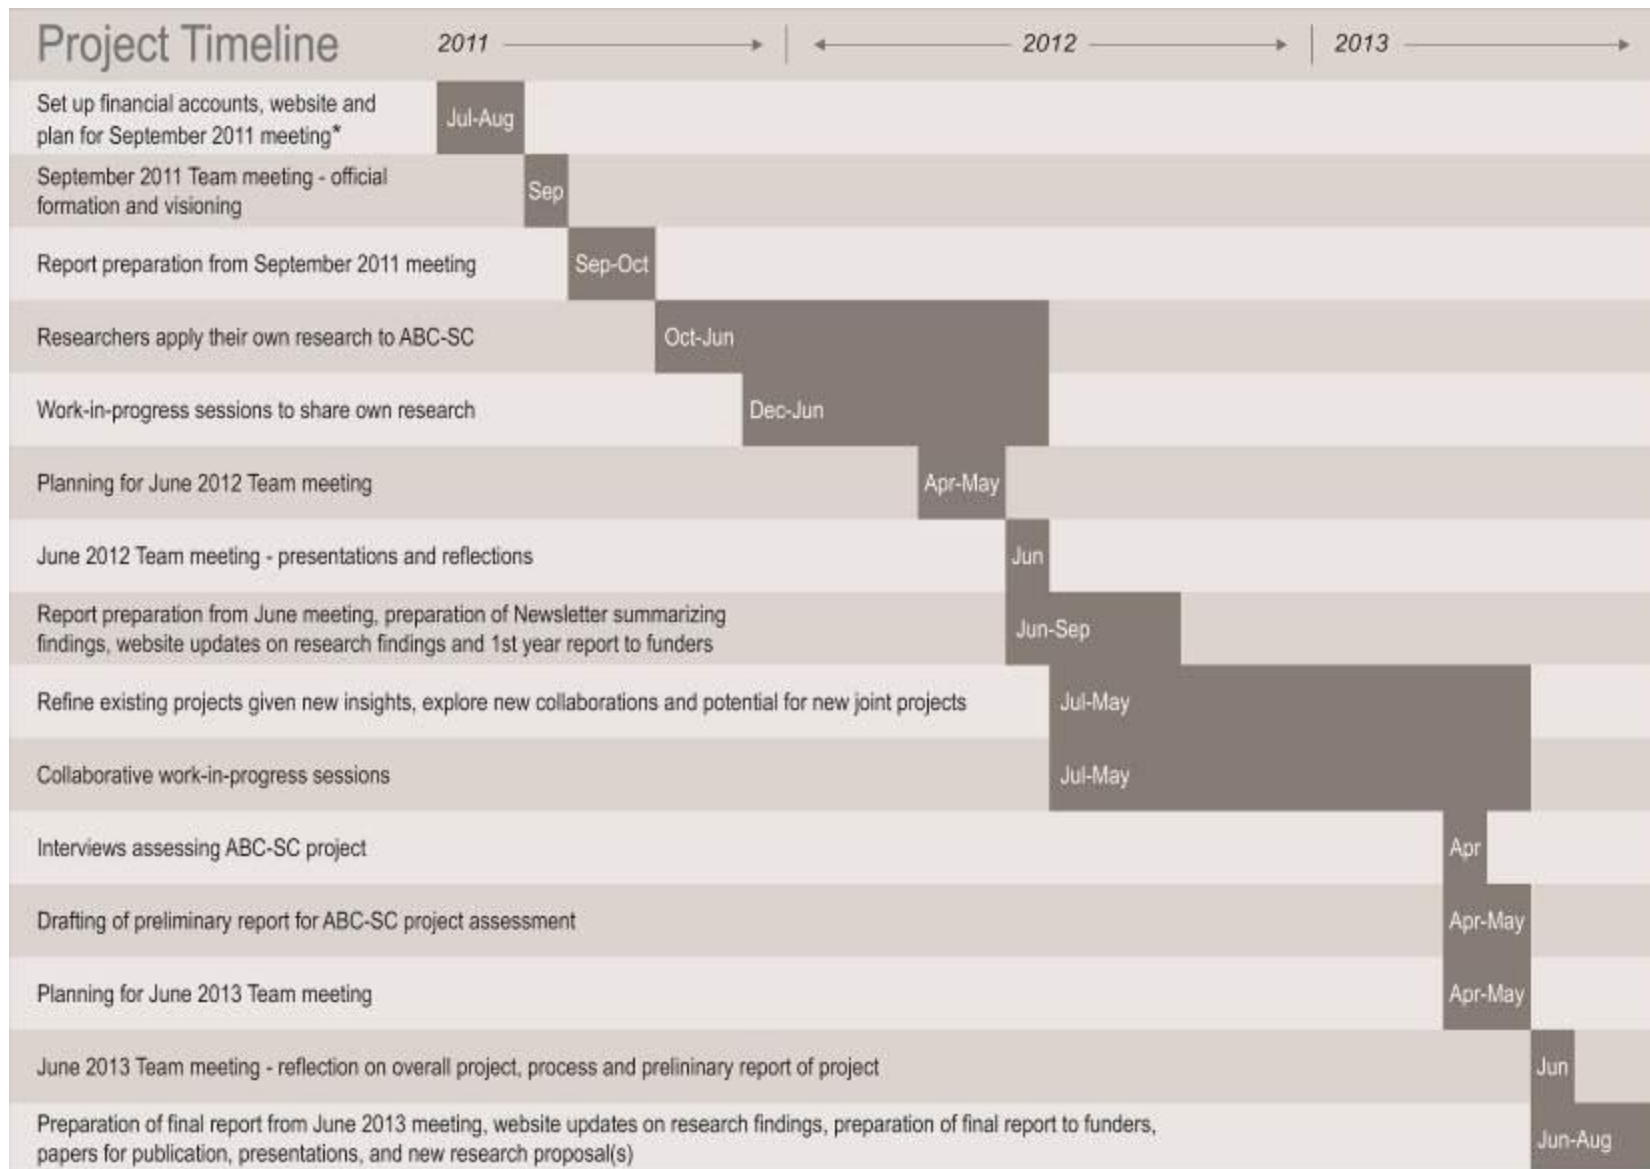 Project Timeline 2011 2012 2013
Set up financial accounts, website and
plan for September 2011 meeting*
Jul-Aug
September 2011 Team meeting - official
formation and visioning
Sep
Report preparation from September 2011 meeting
Sep-Oct
Researchers apply their own research to ABC-SC
Oct-Jun
Work-in-progress sessions to share own research
Dec-Jun
Planning for June 2012 Team meeting
Apr-May
June 2012 Team meeting - presentations and reflections
Jun
Report preparation from June meeting, preparation of Newsletter summarizing
findings, website updates on research findings and 1st year report to funders
Jun-Sep
Refine existing projects given new insights, explore new collaborations and potential for new joint projects
Jul-May
Collaborative work-in-progress sessions
Jul-May
Interviews assessing ABC-SC project
Apr
Drafting of preliminary report for ABC-SC project assessment
Apr-May
Planning for June 2013 Team meeting
Apr-May
June 2013 Team meeting - reflection on overall project, process and prelininary report of project
Jun
Preparation of final report from June 2013 meeting, website updates on research findings, preparation of final report to funders,
papers for publication, presentations, and new research proposal(s)
Jun-Aug